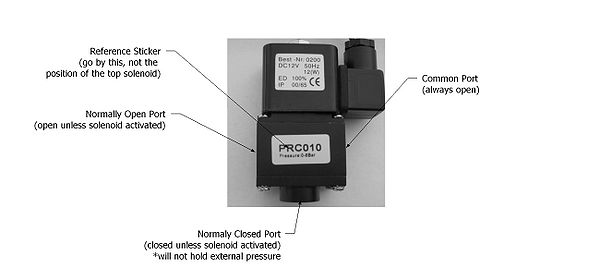 Reference Sticker
(go by this, not the
position of the top solenoid)
Best.-Nr.0200
DC12V 50Hz
12(W)
ED 100%
IP 00/65 CE
Common Port
(always open)
Normally Open Port
(open unless solenoid activated)
PRC010
Pressure:0-8Bar
Normaly Closed Port
(closed unless solenoid activated)
*will not hold external pressure